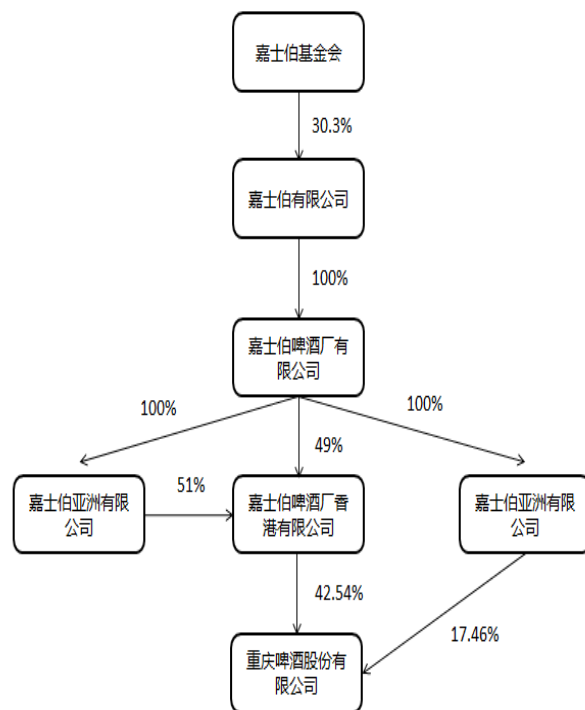 嘉士伯基金会
30.3%
嘉士伯有限公司
100%
嘉士伯啤酒厂有
限公司
100%
49%
100%
嘉士伯亚洲有限
公司
51%
嘉士伯啤酒厂香
港有限公司
嘉士伯亚洲有限
公司
42.54%
17.46%
重庆啤酒股份有
限公司